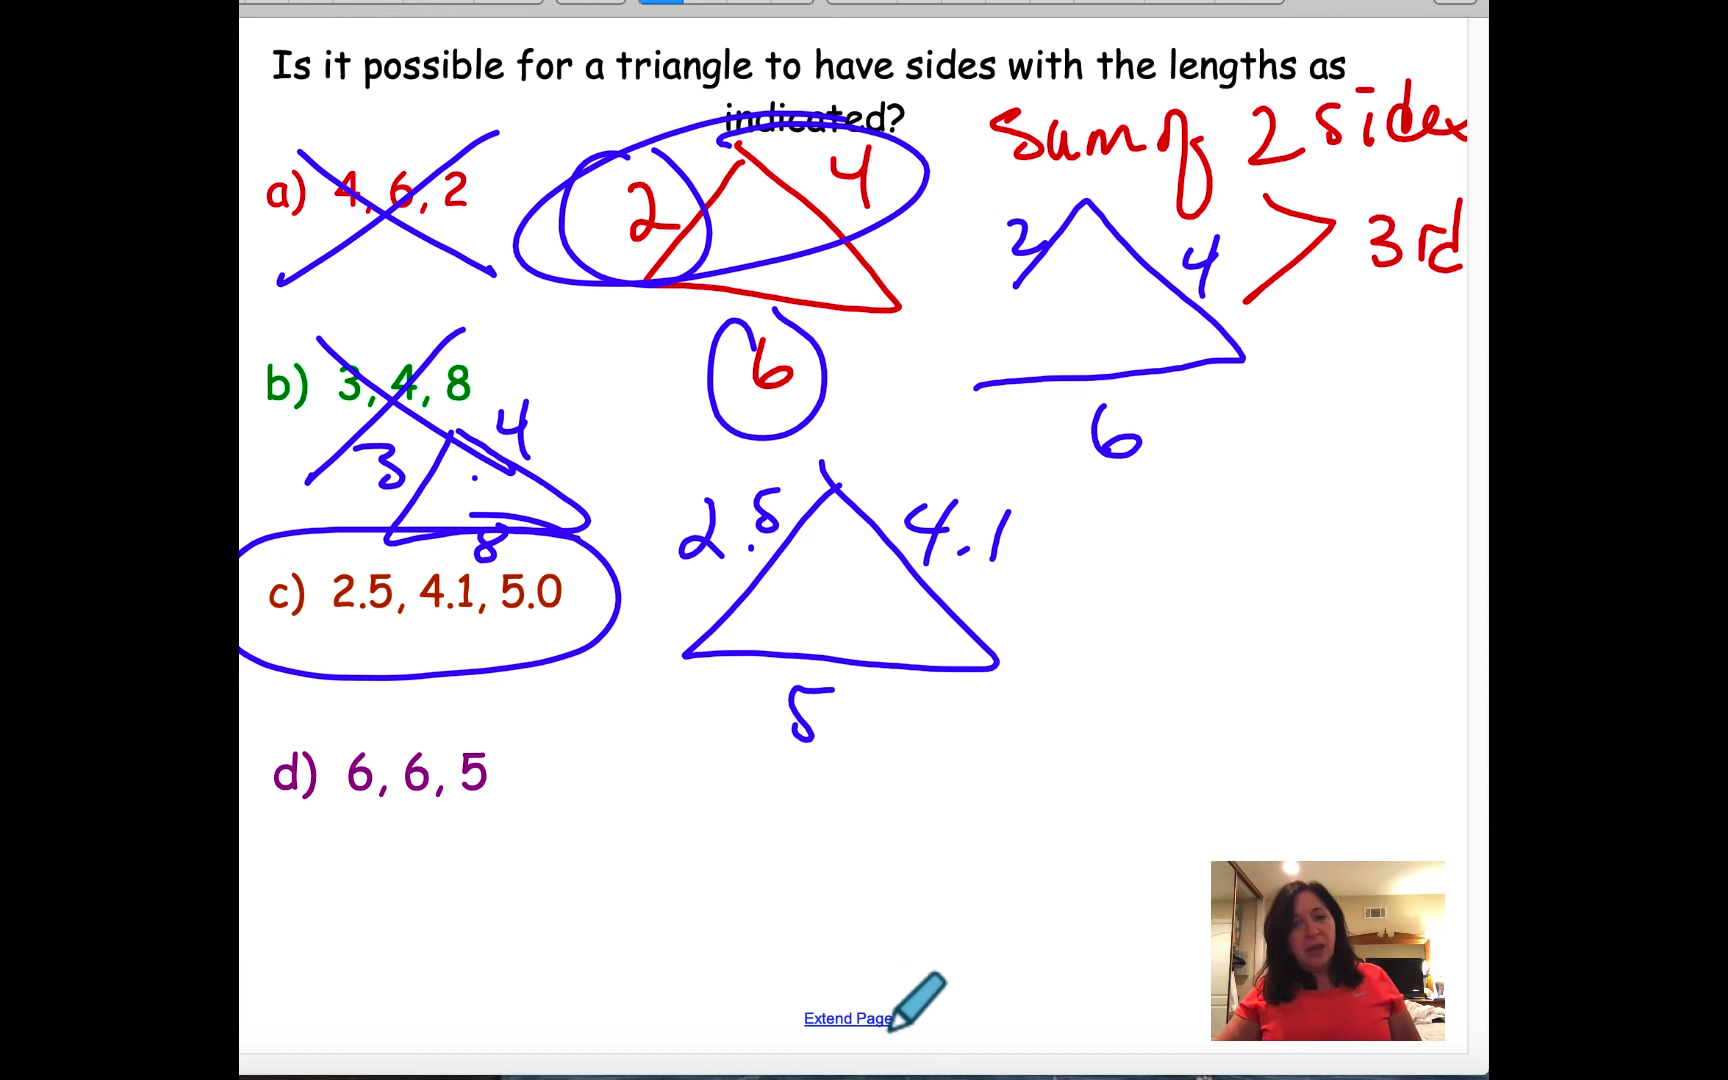 Is it possible for a triangle to have sides with the lengths as
indicated?
Sum of 2 sides
> 3rd
a) 4, 6, 2
2
4
6
2
4
6
b) 3, 4, 8
3
4
8
c) 2.5, 4.1, 5.0
2.5
4.1
5
d) 6, 6, 5
Extend Page